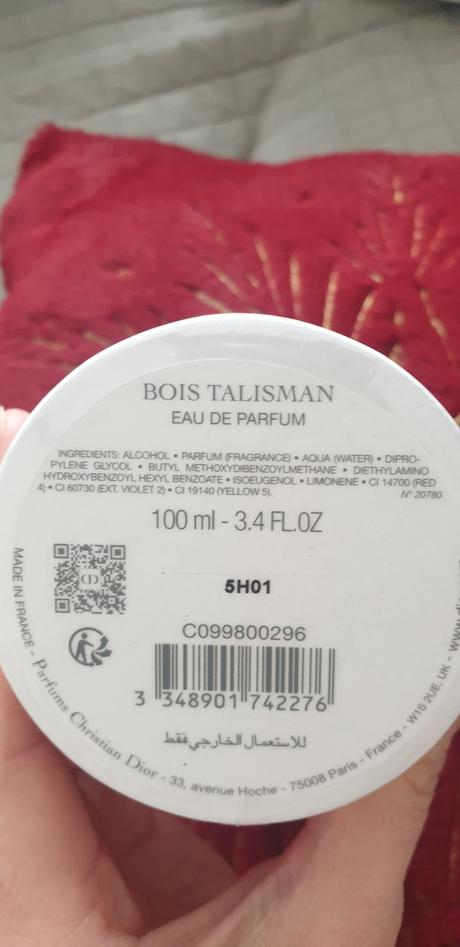 BOIS TALISMAN
EAU DE PARFUM
INGREDIENTS: ALCOHOL • PARFUM (FRAGRANCE) • AQUA (WATER) • DIPRO-
PYLENE GLYCOL • BUTYL METHOXYDIBENZOYLMETHANE • DIETHYLAMINO
HYDROXYBENZOYL HEXYL BENZOATE • ISOEUGENOL • LIMONENE • CI 14700 (RED
4) • CI 60730 (EXT. VIOLET 2) • CI 19140 (YELLOW 5).
N° 20780
100 ml - 3.4 FL.OZ
CD
5H01
C099800296
3 348901 742276
للاستعمال الخارجي فقط
MADE IN FRANCE - Parfums Christian Dior - 33, avenue Hoche - 75008 Paris - France - W1S 2UE, UK -